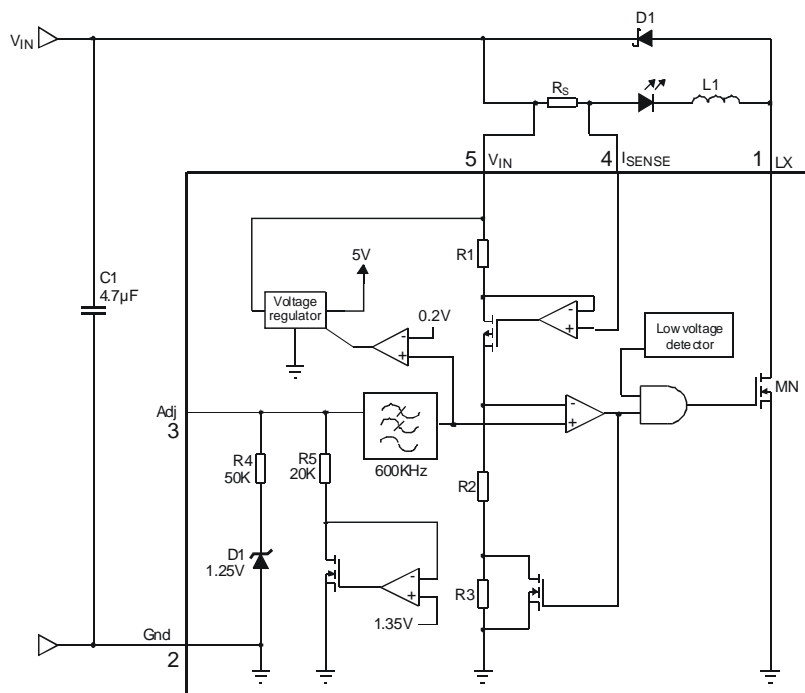 D1
VIN
RS
L1
5 VIN
4 ISENSE
1 LX
R1
5V
C1
4.7µF
Voltage
regulator
-
+
0.2V
-
+
Low voltage
detector
MN
Adj
3
-
+
R4
50K
R5
20K
600KHz
R2
D1
1.25V
-
+
R3
1.35V
Gnd
2